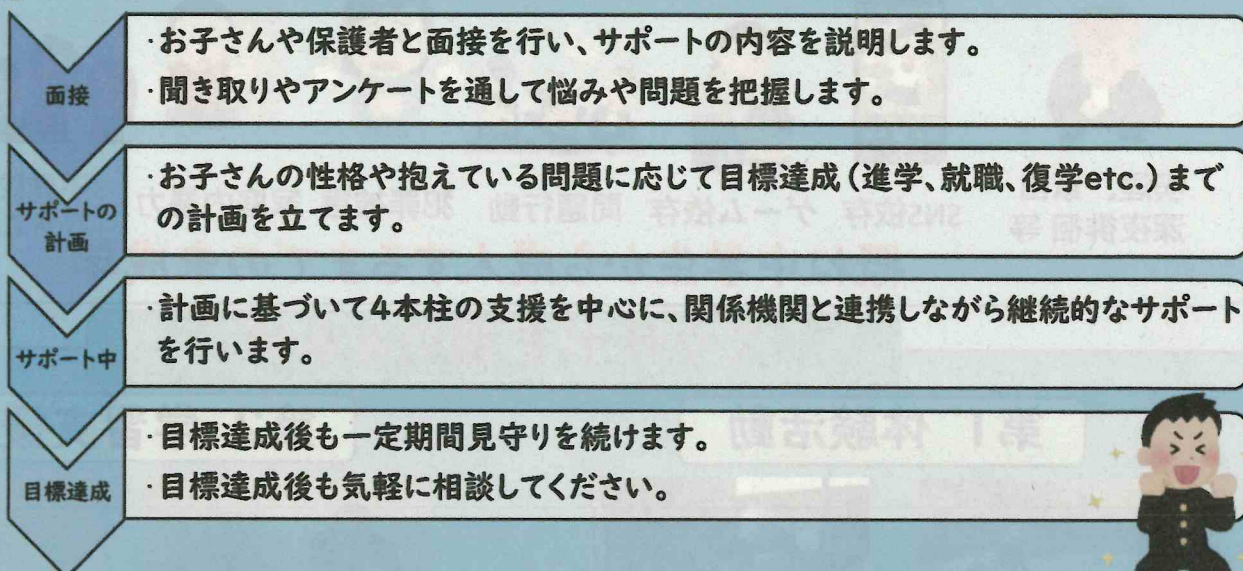 面接
・お子さんや保護者と面接を行い、サポートの内容を説明します。
・聞き取りやアンケートを通して悩みや問題を把握します。
サポートの
計画
・お子さんの性格や抱えている問題に応じて目標達成(進学、就職、復学etc.)まで
の計画を立てます。
サポート中
・計画に基づいて4本柱の支援を中心に、関係機関と連携しながら継続的なサポート
を行います。
目標達成
・目標達成後も一定期間見守りを続けます。
・目標達成後も気軽に相談してください。